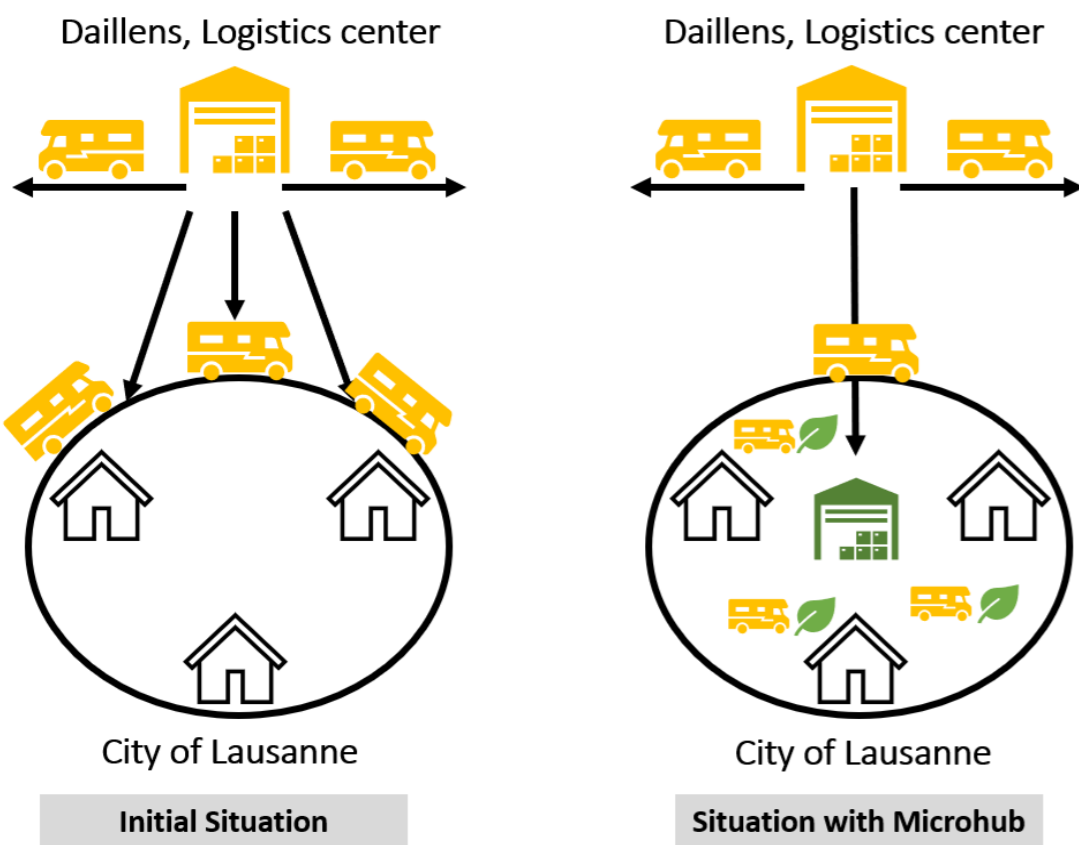 Daillens, Logistics center
Daillens, Logistics center
City of Lausanne
City of Lausanne
Initial Situation
Situation with Microhub